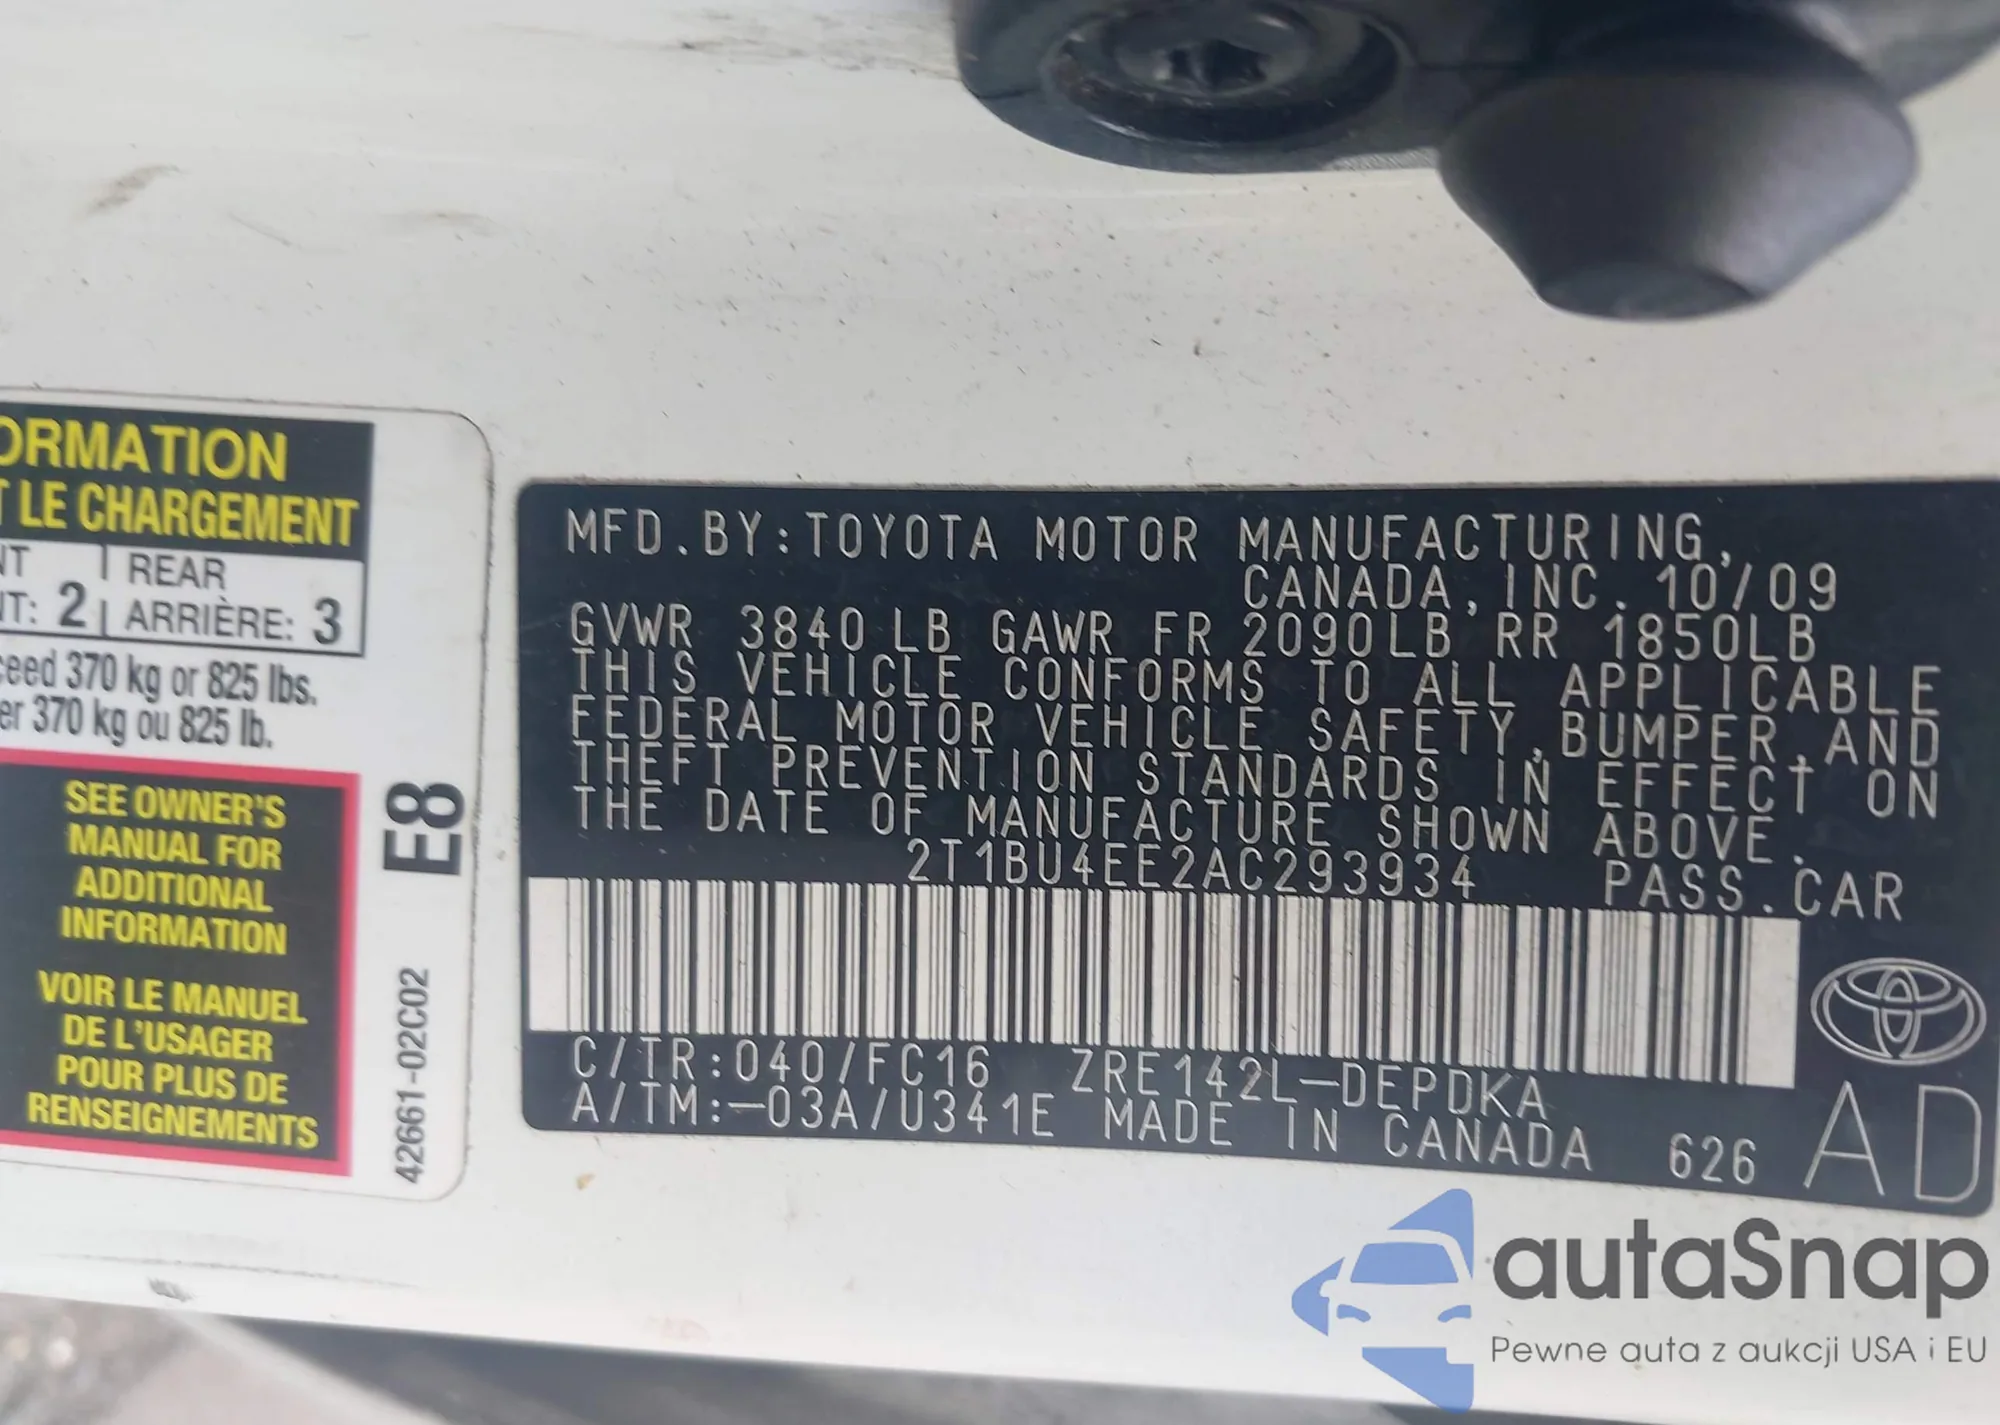 ORMATION
T LE CHARGEMENT
NT REAR
NT: 2 ARRIÈRE: 3
ceed 370 kg or 825 lbs.
er 370 kg ou 825 lb.
SEE OWNER'S
MANUAL FOR
ADDITIONAL
INFORMATION
VOIR LE MANUEL
DE L'USAGER
POUR PLUS DE
RENSEIGNEMENTS
E8
42661-02C02
MFD.BY:TOYOTA MOTOR MANUFACTURING,
CANADA,INC. 10/09
GVWR 3840 LB GAWR FR 2090LB RR 1850LB
THIS VEHICLE CONFORMS TO ALL APPLICABLE
FEDERAL MOTOR VEHICLE SAFETY,BUMPER,AND
THEFT PREVENTION STANDARDS IN EFFECT ON
THE DATE OF MANUFACTURE SHOWN ABOVE.
2T1BU4EE2AC293934 PASS.CAR
C/TR:040/FC16 ZRE142L-DEPDKA
A/TM:-03A/U341E MADE IN CANADA 626
AD
autaSnap
Pewne auta z aukcji USA i EU